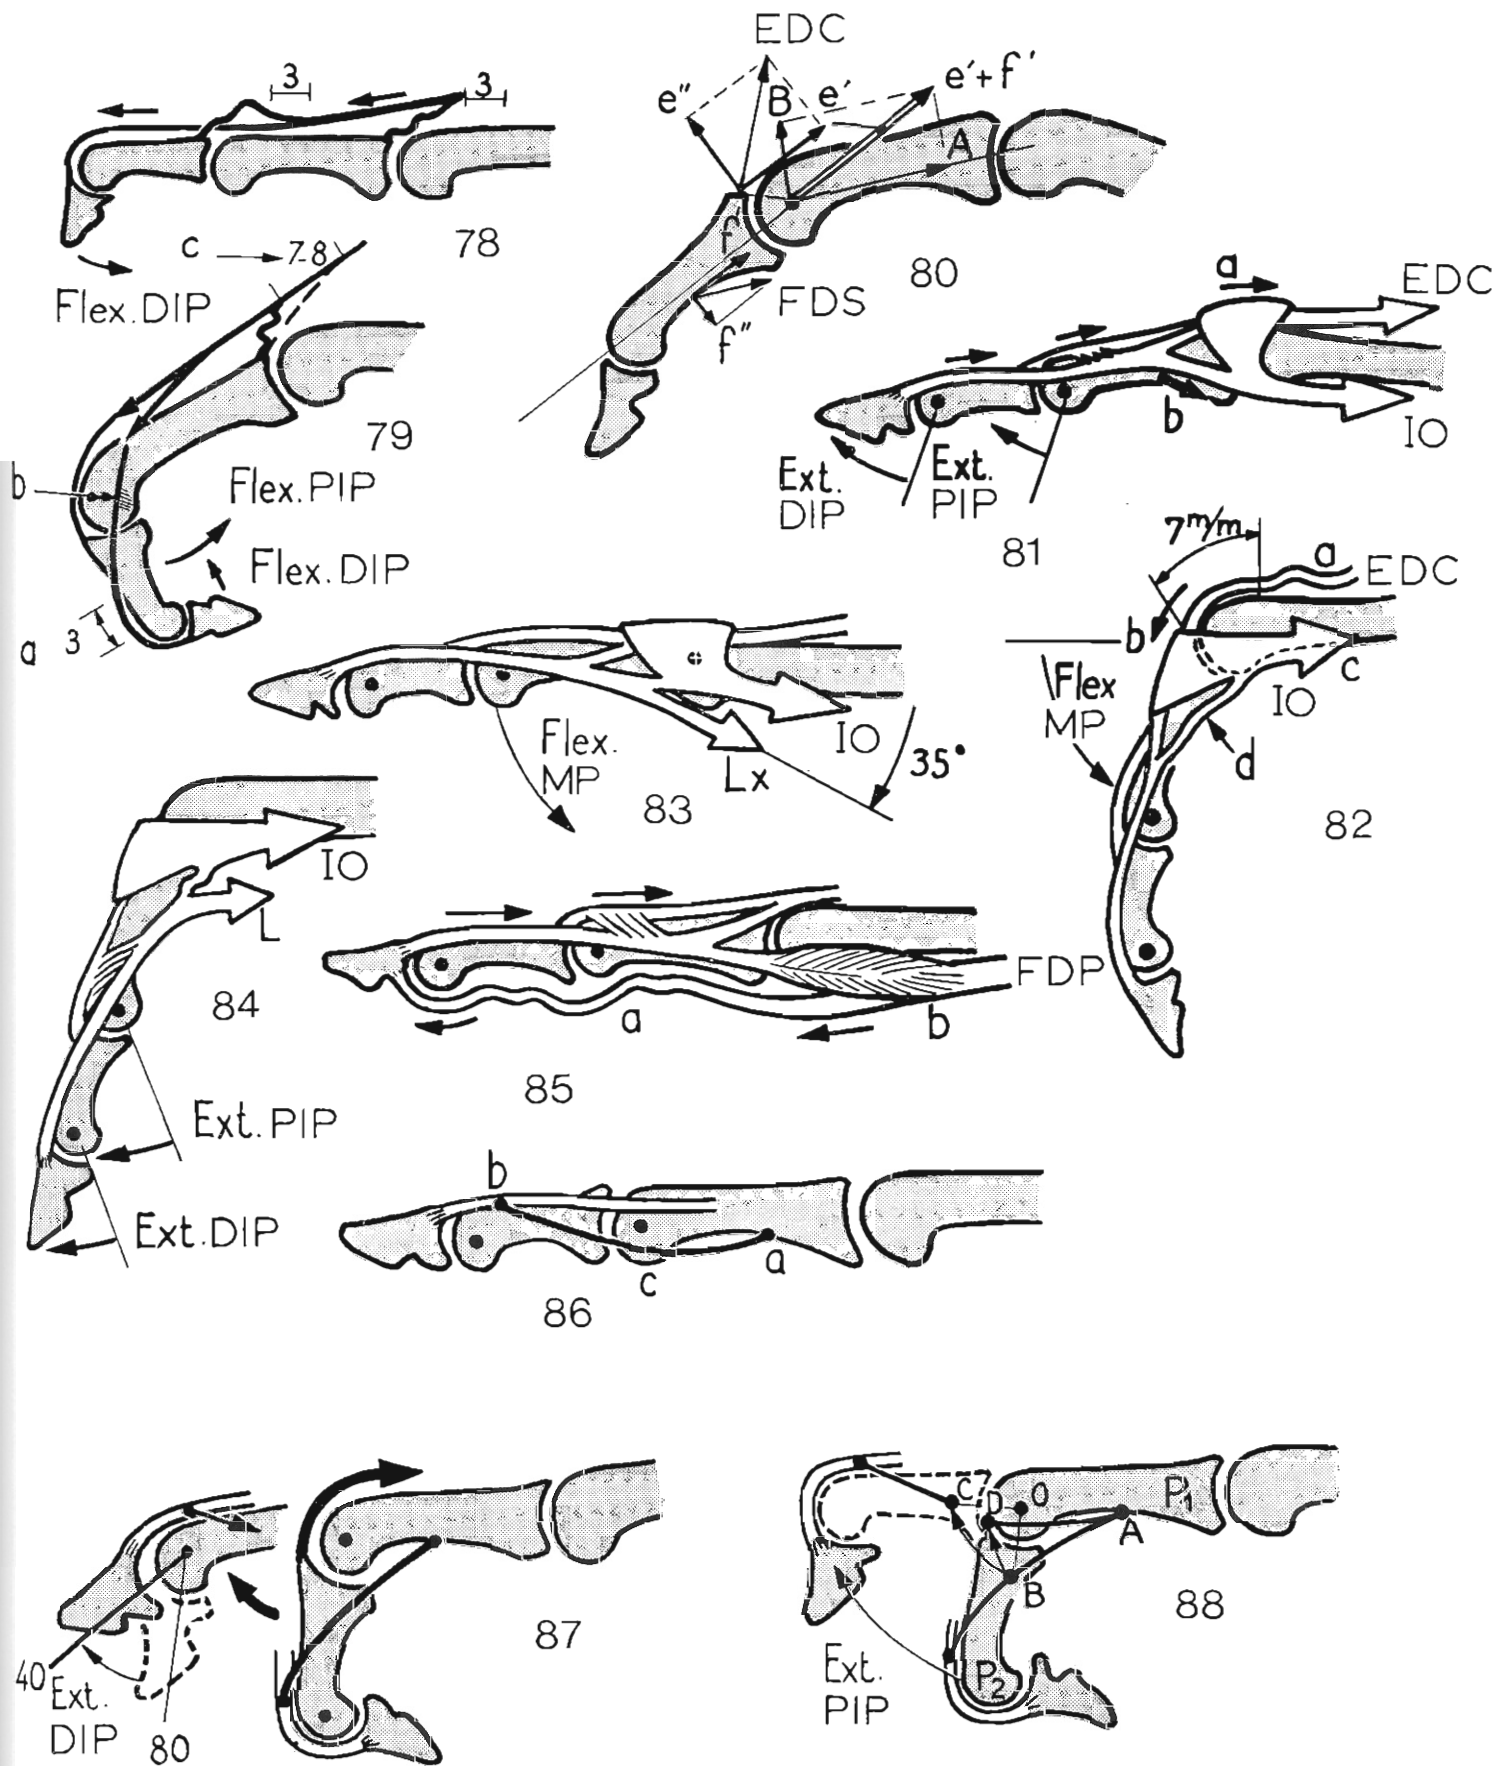 3
3
78
Flex. DIP
EDC
e"
B
e'
e'+f'
A
f'
FDS
f"
80
c
7-8
79
b
Flex. PIP
Flex. DIP
a
3
a
EDC
b
IO
Ext.
DIP
Ext.
PIP
81
7 m/m
a
EDC
b
Flex
MP
IO
c
d
82
Flex.
MP
Lx
IO
35°
83
IO
L
84
Ext. PIP
Ext. DIP
FDP
a
b
85
b
c
a
86
40
Ext.
DIP
80
87
C
D
O
P1
A
B
P2
Ext.
PIP
88